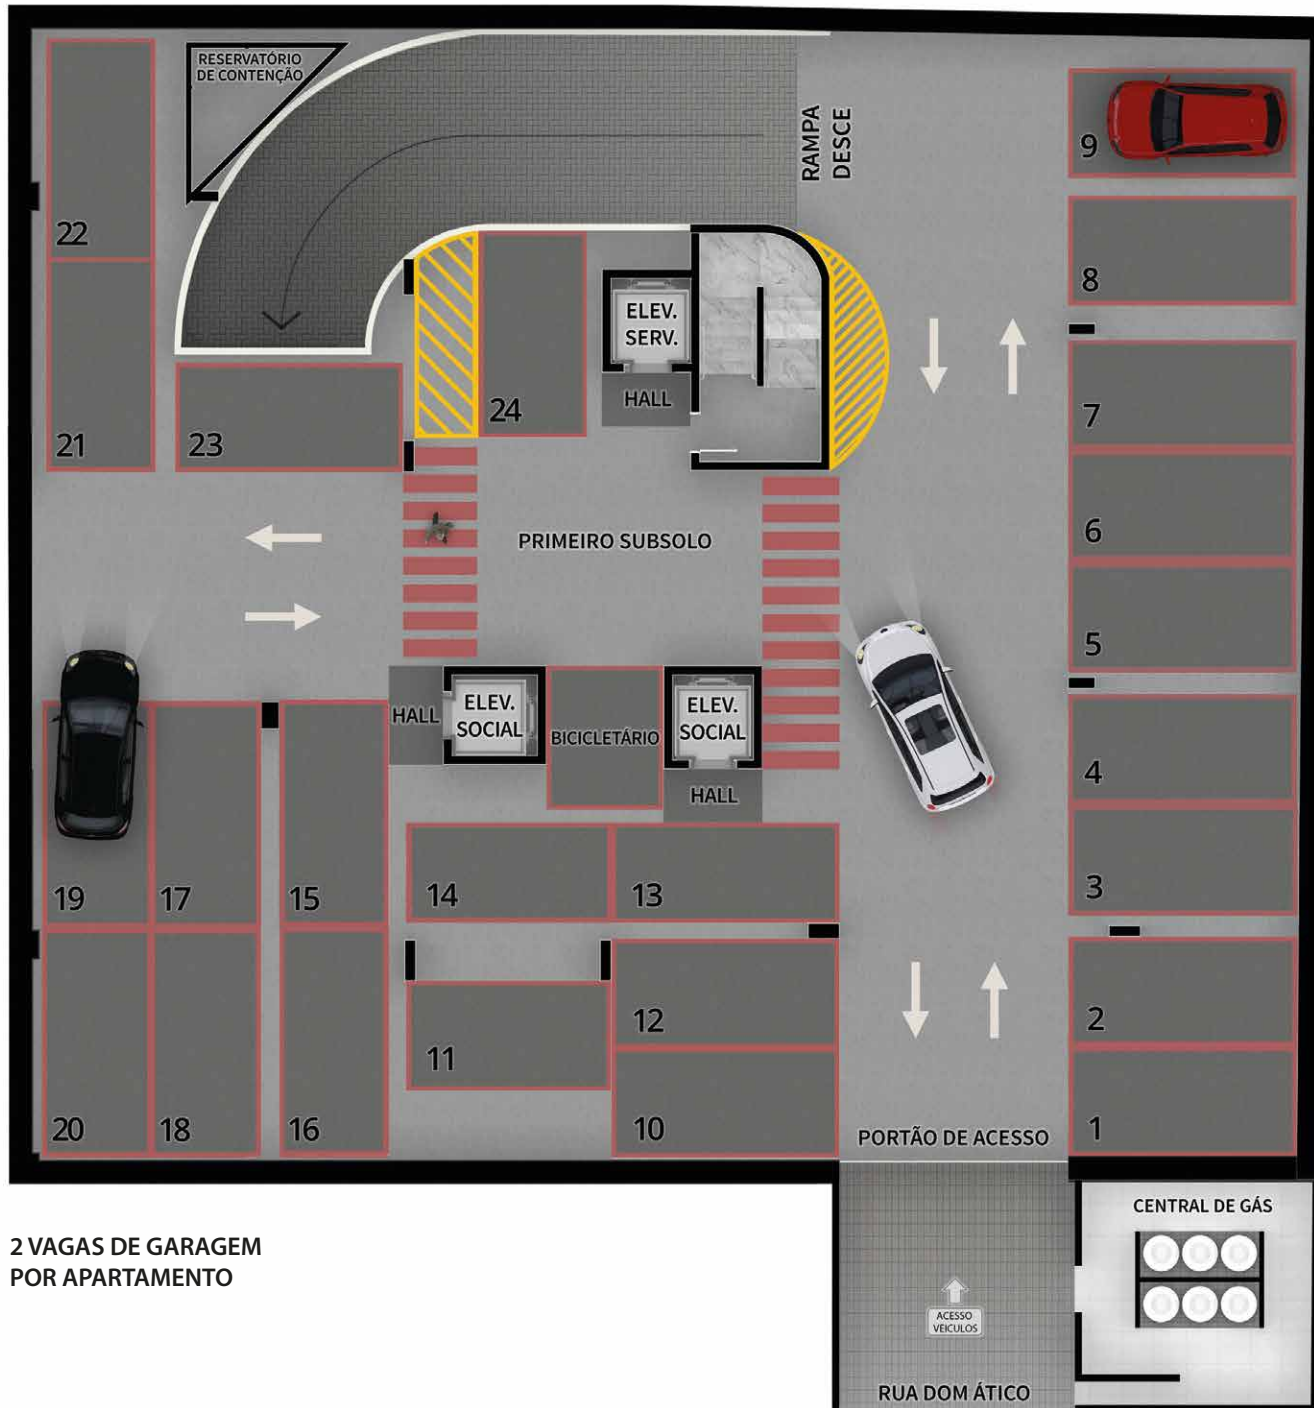 RESERVATÓRIO
DE CONTENÇÃO
RAMPA
DESCE
9
22
8
ELEV.
SERV.
HALL
24
7
21
23
6
PRIMEIRO SUBSOLO
5
HALL
ELEV.
SOCIAL
BICICLETÁRIO
ELEV.
SOCIAL
4
HALL
19
17
15
14
13
3
12
2
11
20
18
16
10
PORTÃO DE ACESSO
1
CENTRAL DE GÁS
2 VAGAS DE GARAGEM
POR APARTAMENTO
ACESSO
VEICULOS
RUA DOM ÁTICO